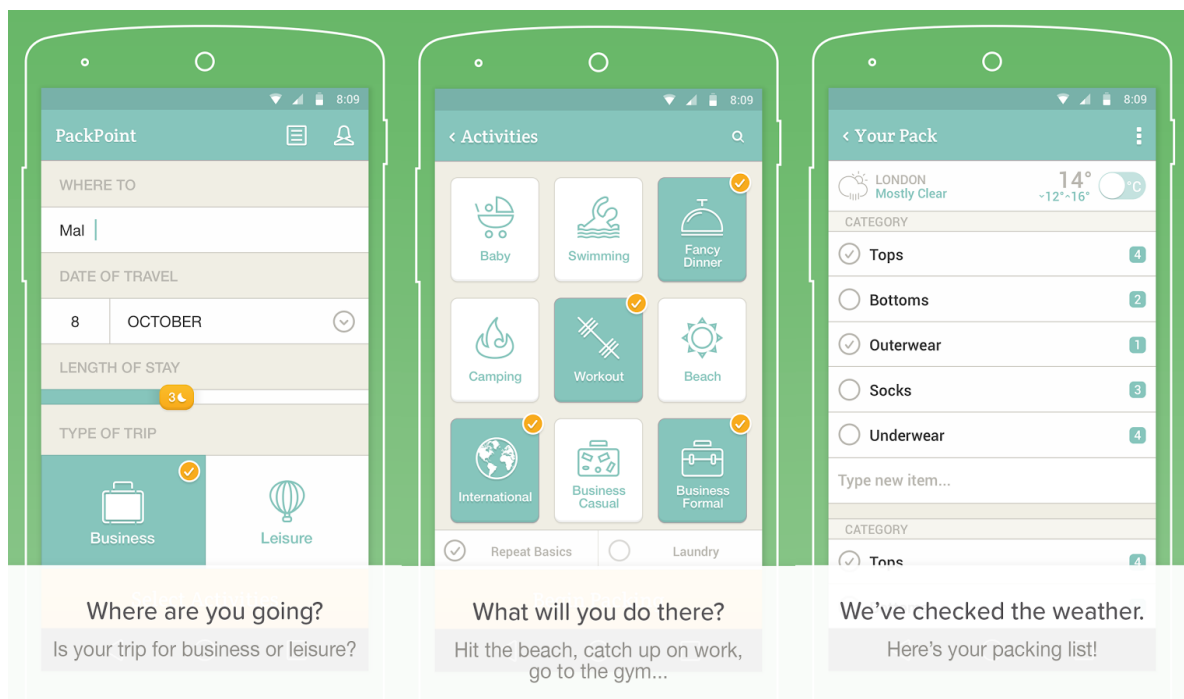 8:09
PackPoint
WHERE TO
Mal
DATE OF TRAVEL
8 OCTOBER
LENGTH OF STAY
3
TYPE OF TRIP
Business Leisure
Where are you going?
Is your trip for business or leisure?
8:09
‹ Activities
Baby Swimming Fancy
Dinner
Camping Workout Beach
International Business
Casual Business
Formal
Repeat Basics Laundry
What will you do there?
Hit the beach, catch up on work,
go to the gym...
8:09
‹ Your Pack
LONDON 14° °C
Mostly Clear ˇ12°ˆ16°
CATEGORY
Tops 4
Bottoms 2
Outerwear 1
Socks 3
Underwear 4
Type new item...
CATEGORY
Tops 4
We've checked the weather.
Here's your packing list!